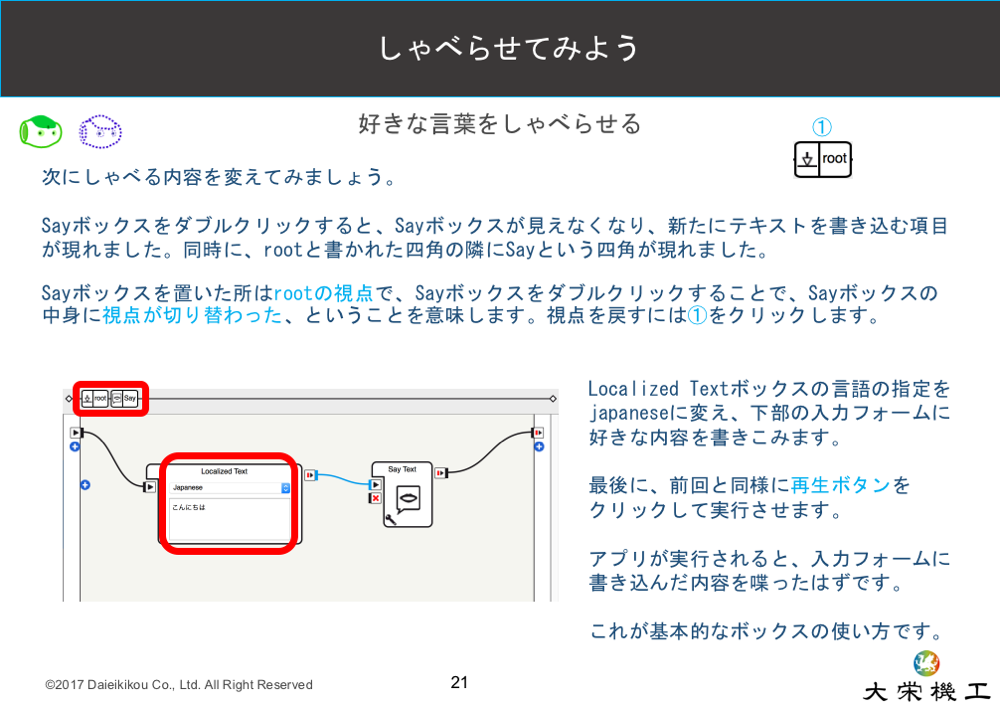 しゃべらせてみよう
好きな言葉をしゃべらせる
①
root
次にしゃべる内容を変えてみましょう。
Sayボックスをダブルクリックすると、Sayボックスが見えなくなり、新たにテキストを書き込む項目
が現れました。同時に、rootと書かれた四角の隣にSayという四角が現れました。
Sayボックスを置いた所はrootの視点で、Sayボックスをダブルクリックすることで、Sayボックスの
中身に視点が切り替わった、ということを意味します。視点を戻すには①をクリックします。
root Say
Localized Text
Japanese
こんにちは
Say Text
Localized Textボックスの言語の指定を
japaneseに変え、下部の入力フォームに
好きな内容を書きこみます。
最後に、前回と同様に再生ボタンを
クリックして実行させます。
アプリが実行されると、入力フォームに
書き込んだ内容を喋ったはずです。
これが基本的なボックスの使い方です。
©2017 Daieikikou Co., Ltd. All Right Reserved
21
大栄機工